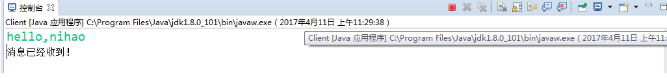 控制台
Client [Java 应用程序] C:\Program Files\Java\jdk1.8.0_101\bin\javaw.exe ( 2017年4月11日 上午11:29:38 )
hello,nihao
Client [Java 应用程序] C:\Program Files\Java\jdk1.8.0_101\bin\javaw.exe ( 2017年4月11日 上午11:
消息已经收到!